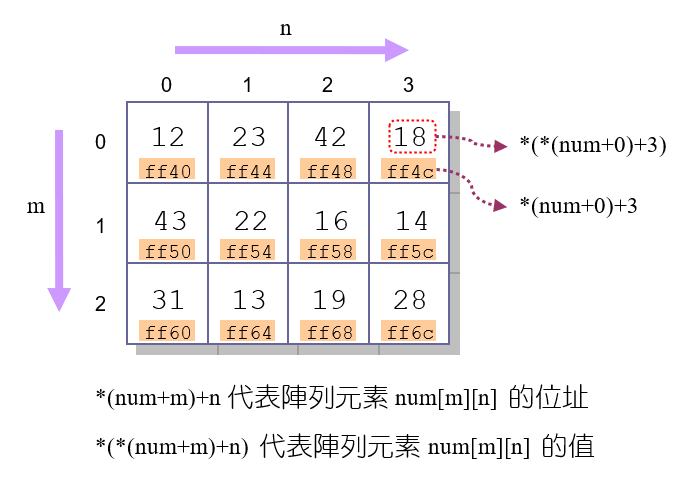 n
0 1 2 3
0 12 23 42 18 *(*(num+0)+3)
ff40 ff44 ff48 ff4c
m
*(num+0)+3
1 43 22 16 14
ff50 ff54 ff58 ff5c
2 31 13 19 28
ff60 ff64 ff68 ff6c
*(num+m)+n 代表陣列元素 num[m][n] 的位址
*(*(num+m)+n) 代表陣列元素 num[m][n] 的值